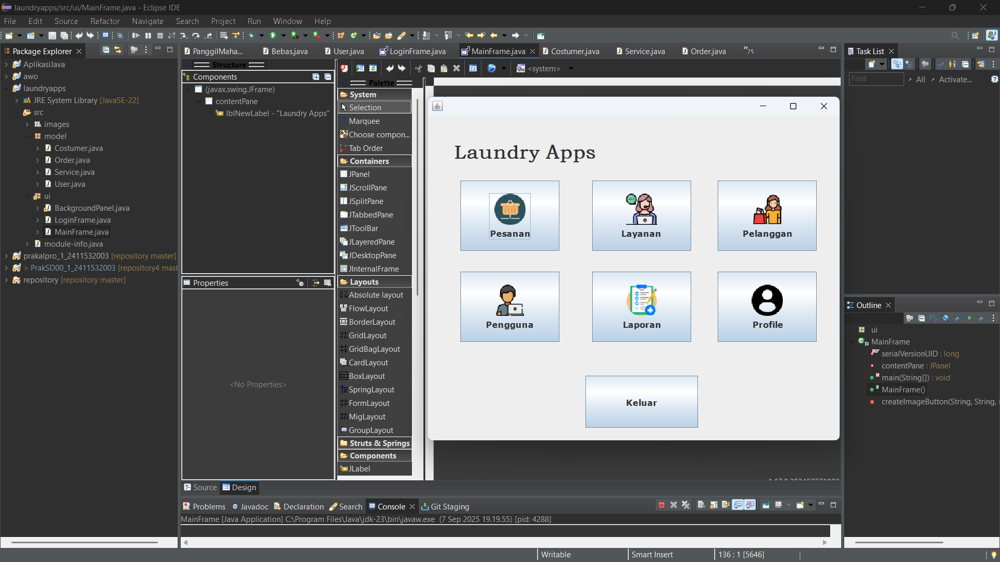 laundryapps/src/ui/MainFrame.java - Eclipse IDE
File Edit Source Refactor Navigate Search Project Run Window Help
Package Explorer
AplikasiJava
awo
laundryapps
JRE System Library [JavaSE-22]
src
images
model
Costumer.java
Order.java
Service.java
User.java
ui
BackgroundPanel.java
LoginFrame.java
MainFrame.java
module-info.java
prakalpro_1_2411532003 [repository master]
> PrakSD00_1_2411532003 [repository4 mast
repository [repository master]
PanggilMaha... Bebas.java User.java LoginFrame.java MainFrame.java Costumer.java Service.java Order.java »25
Structure
Components
(javax.swing.JFrame)
contentPane
lblNewLabel - "Laundry Apps"
Properties
<No Properties>
<system>
Palette
System
Selection
Marquee
Choose compon...
Tab Order
Containers
JPanel
JScrollPane
JSplitPane
JTabbedPane
JToolBar
JLayeredPane
JDesktopPane
JInternalFrame
Layouts
Absolute layout
FlowLayout
BorderLayout
GridLayout
GridBagLayout
CardLayout
BoxLayout
SpringLayout
FormLayout
MigLayout
GroupLayout
Struts & Springs
Components
JLabel
Laundry Apps
Pesanan Layanan Pelanggan
Pengguna Laporan Profile
Keluar
Source Design
Problems Javadoc Declaration Search Console Git Staging
MainFrame [Java Application] C:\Program Files\Java\jdk-23\bin\javaw.exe (7 Sep 2025 19.19.55) [pid: 4288]
Task List
Find All Activate...
Outline
ui
MainFrame
serialVersionUID : long
contentPane : JPanel
main(String[]) : void
MainFrame()
createImageButton(String, String, i
Writable Smart Insert 136 : 1 [5646]